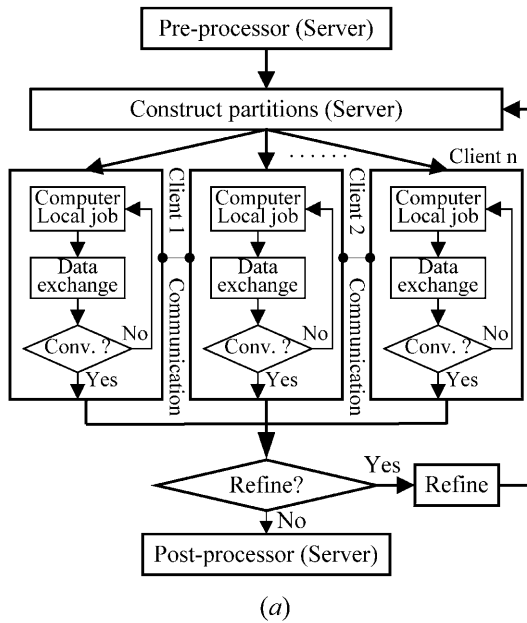 Pre-processor (Server)
Construct partitions (Server)
......
Client n
Computer
Local job
Data
exchange
Conv. ?
No
Yes
Client 1
Communication
Computer
Local job
Data
exchange
Conv. ?
No
Yes
Client 2
Communication
Computer
Local job
Data
exchange
Conv. ?
No
Yes
Refine?
Yes
Refine
No
Post-processor (Server)
(a)